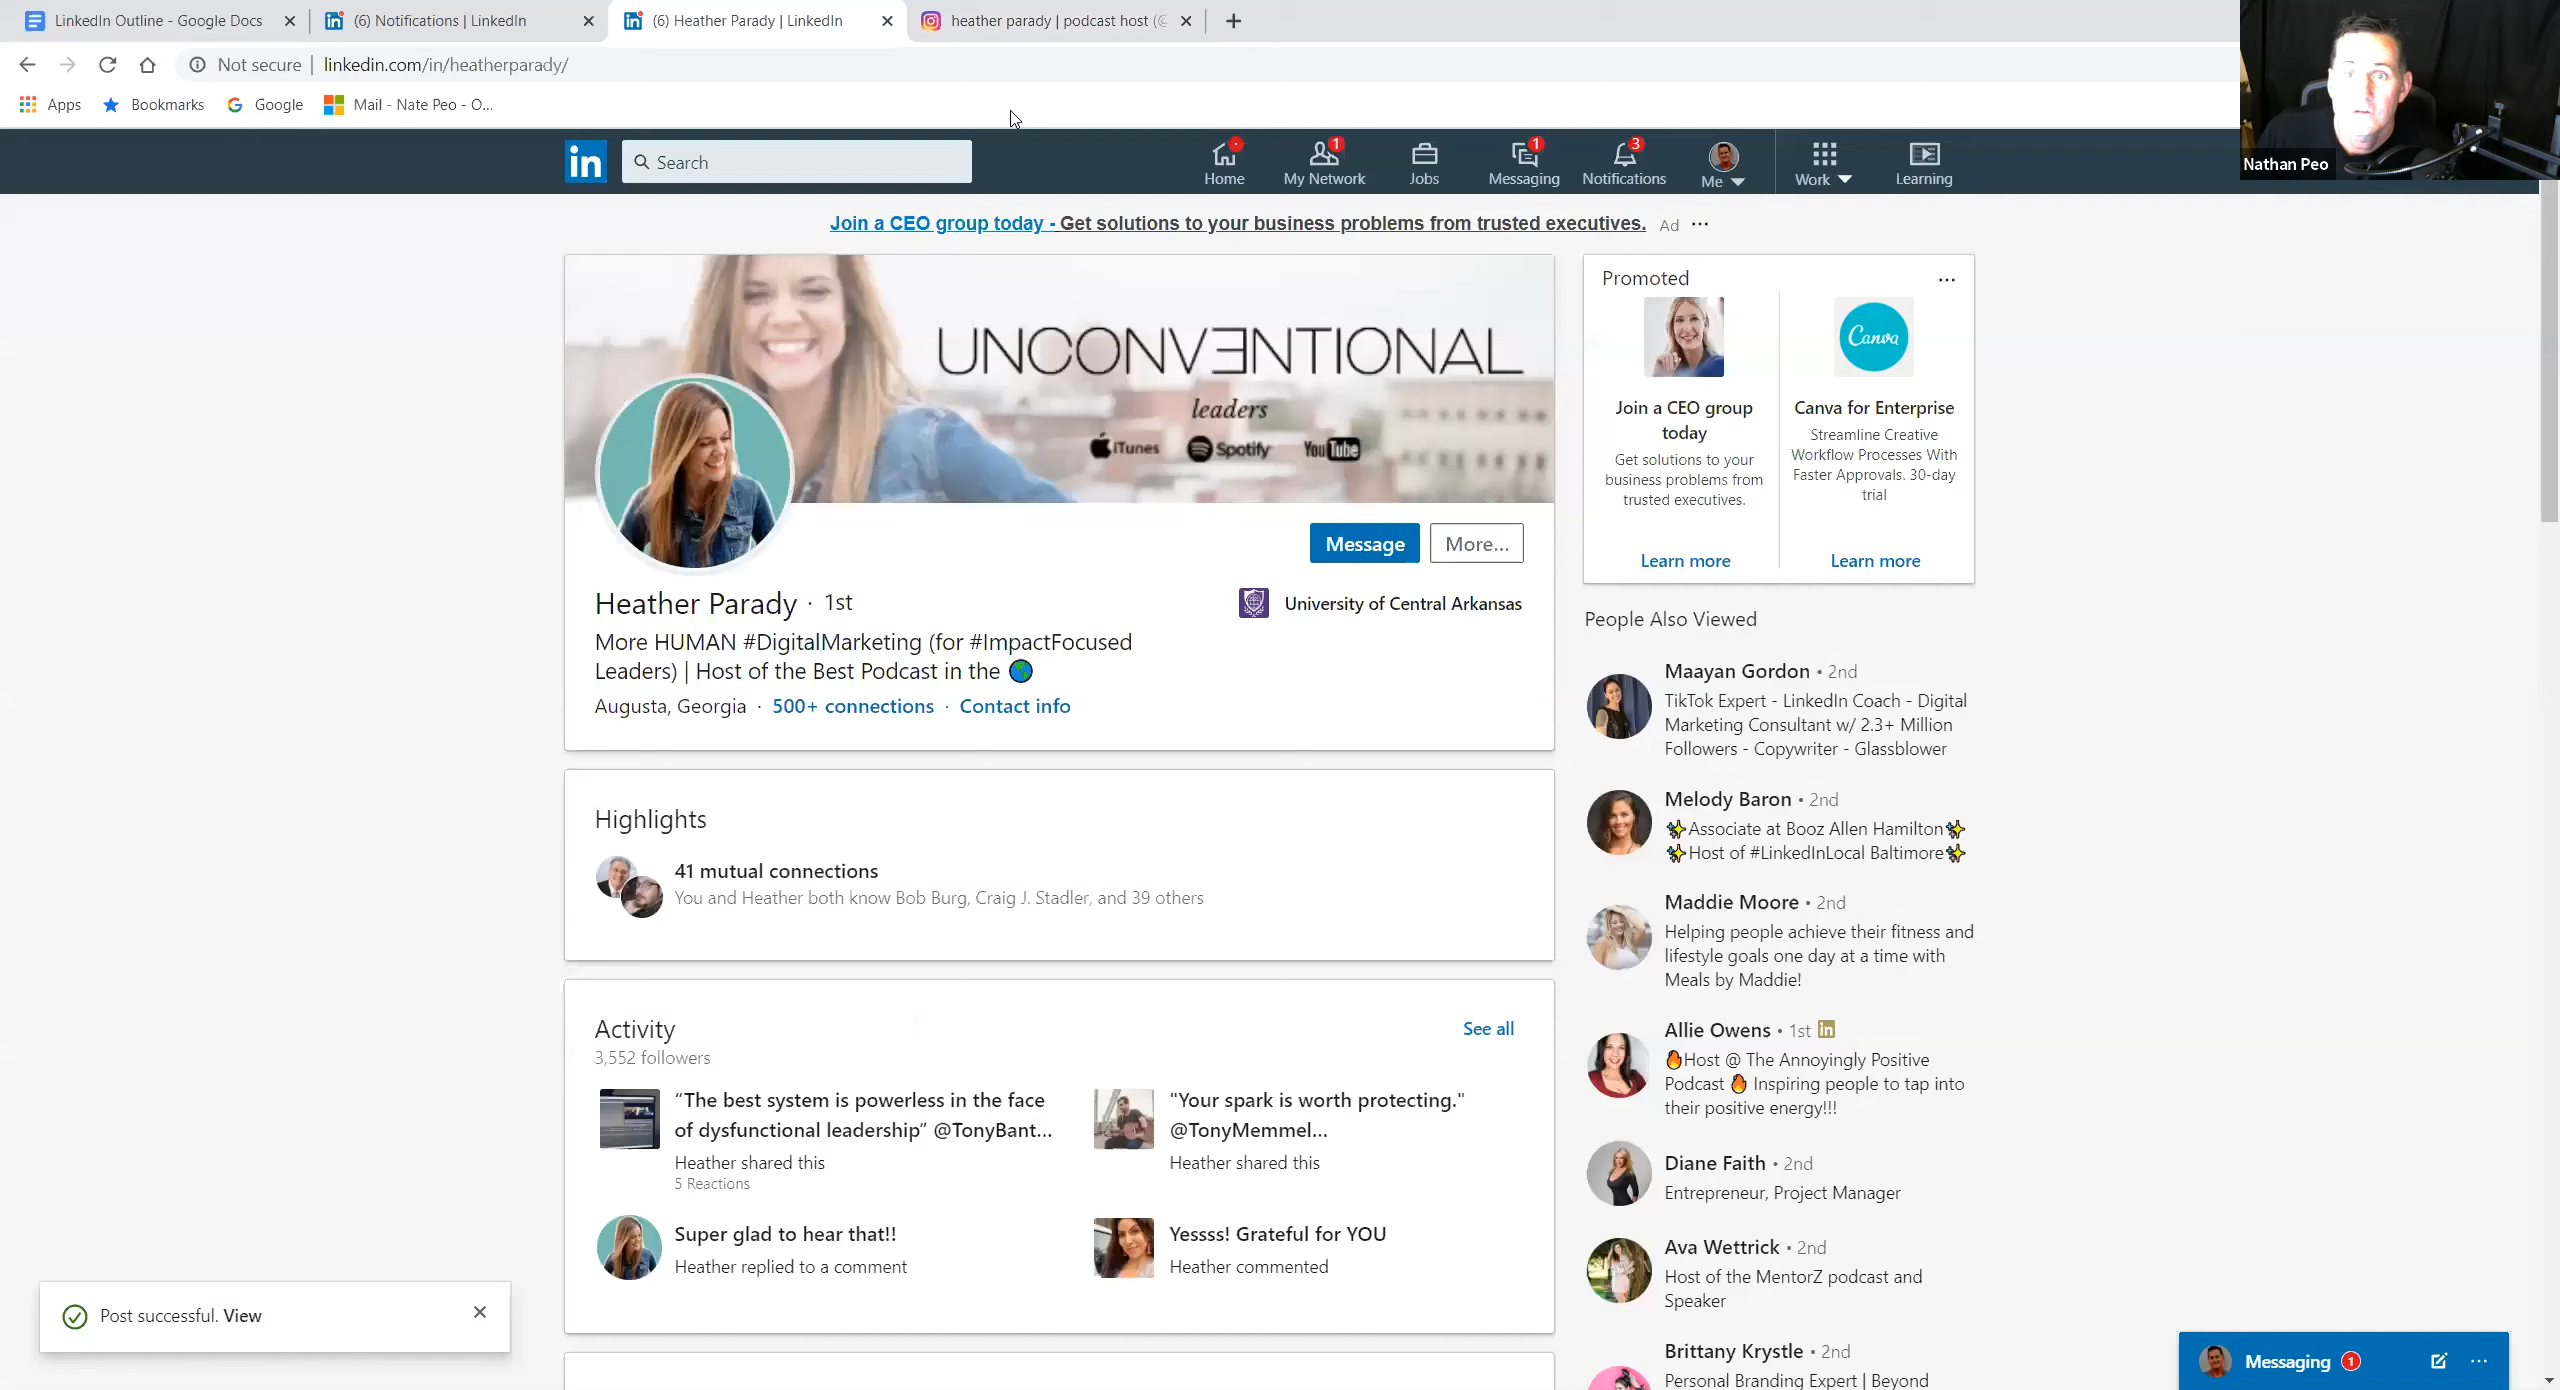 LinkedIn Outline - Google Docs
(6) Notifications | LinkedIn
(6) Heather Parady | LinkedIn
heather parady | podcast host (@
Not secure | linkedin.com/in/heatherparady/
Apps
Bookmarks
Google
Mail - Nate Peo - O...
Nathan Peo
in
Search
Home
1
My Network
Jobs
1
Messaging
3
Notifications
Me
Work
Learning
Join a CEO group today - Get solutions to your business problems from trusted executives.
Ad
UNCONVƎNTIONAL
leaders
iTunes
Spotify
YouTube
Message
More...
Heather Parady · 1st
University of Central Arkansas
More HUMAN #DigitalMarketing (for #ImpactFocused
Leaders) | Host of the Best Podcast in the 🌎
Augusta, Georgia · 500+ connections · Contact info
Highlights
41 mutual connections
You and Heather both know Bob Burg, Craig J. Stadler, and 39 others
Activity
See all
3,552 followers
“The best system is powerless in the face
of dysfunctional leadership” @TonyBant...
Heather shared this
5 Reactions
"Your spark is worth protecting."
@TonyMemmel...
Heather shared this
Super glad to hear that!!
Heather replied to a comment
Yessss! Grateful for YOU
Heather commented
Promoted
...
Join a CEO group
today
Get solutions to your
business problems from
trusted executives.
Learn more
Canva
Canva for Enterprise
Streamline Creative
Workflow Processes With
Faster Approvals. 30-day
trial
Learn more
People Also Viewed
Maayan Gordon • 2nd
TikTok Expert - LinkedIn Coach - Digital
Marketing Consultant w/ 2.3+ Million
Followers - Copywriter - Glassblower
Melody Baron • 2nd
✨Associate at Booz Allen Hamilton✨
✨Host of #LinkedInLocal Baltimore✨
Maddie Moore • 2nd
Helping people achieve their fitness and
lifestyle goals one day at a time with
Meals by Maddie!
Allie Owens • 1st in
🔥Host @ The Annoyingly Positive
Podcast 🔥 Inspiring people to tap into
their positive energy!!!
Diane Faith • 2nd
Entrepreneur, Project Manager
Ava Wettrick • 2nd
Host of the MentorZ podcast and
Speaker
Brittany Krystle • 2nd
Personal Branding Expert | Beyond
Post successful. View
Messaging 1